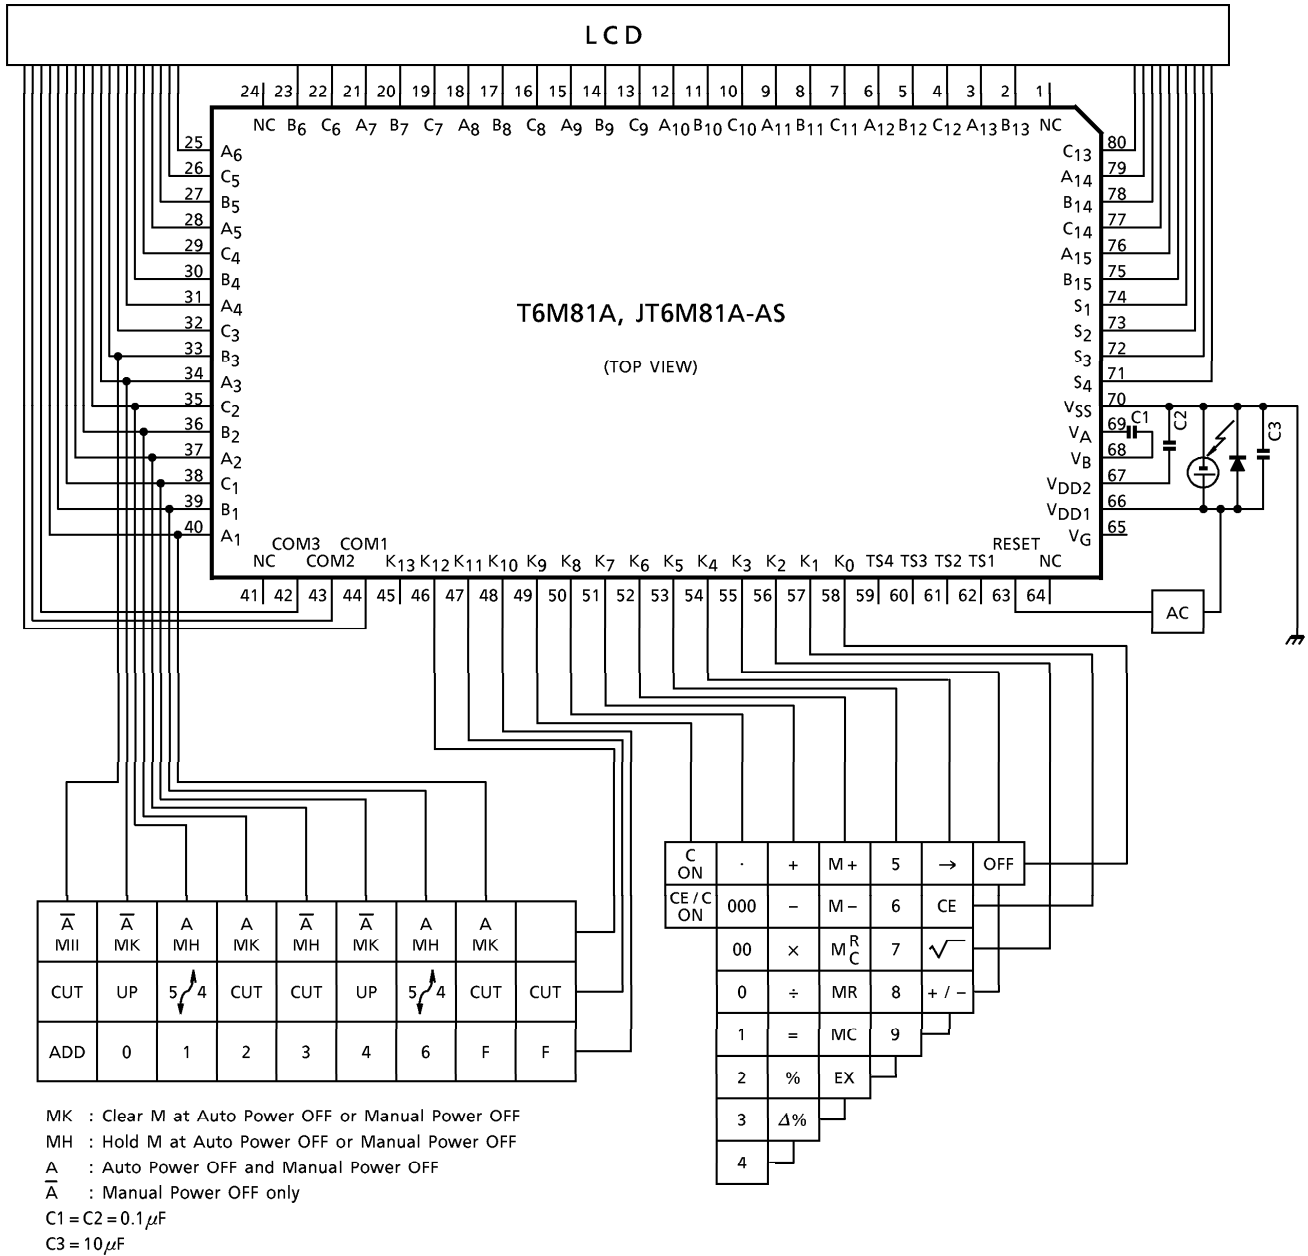 LCD
24 23 22 21 20 19 18 17 16 15 14 13 12 11 10 9 8 7 6 5 4 3 2 1
NC B6 C6 A7 B7 C7 A8 B8 C8 A9 B9 C9 A10 B10 C10 A11 B11 C11 A12 B12 C12 A13 B13 NC
25 A6
26 C5
27 B5
28 A5
29 C4
30 B4
31 A4
32 C3
33 B3
34 A3
35 C2
36 B2
37 A2
38 C1
39 B1
40 A1
T6M81A, JT6M81A-AS
(TOP VIEW)
C13 80
A14 79
B14 78
C14 77
A15 76
B15 75
S1 74
S2 73
S3 72
S4 71
VSS 70
VA 69 C1 C2 C3
VB 68
VDD2 67
VDD1 66
VG 65
NC COM3 COM2 COM1 K13 K12 K11 K10 K9 K8 K7 K6 K5 K4 K3 K2 K1 K0 TS4 TS3 TS2 TS1 RESET NC
41 42 43 44 45 46 47 48 49 50 51 52 53 54 55 56 57 58 59 60 61 62 63 64
AC
C ON · + M+ 5 → OFF
CE/C ON 000 − M− 6 CE
00 × M R C 7 √
0 ÷ MR 8 +/−
1 = MC 9
2 % EX
3 Δ%
4
A̅ MII A̅ MK A MH A MK A̅ MH A̅ MK A MH A MK
CUT UP 5 4 CUT CUT UP 5 4 CUT CUT
ADD 0 1 2 3 4 6 F F
MK : Clear M at Auto Power OFF or Manual Power OFF
MH : Hold M at Auto Power OFF or Manual Power OFF
A : Auto Power OFF and Manual Power OFF
A̅ : Manual Power OFF only
C1 = C2 = 0.1 μF
C3 = 10 μF